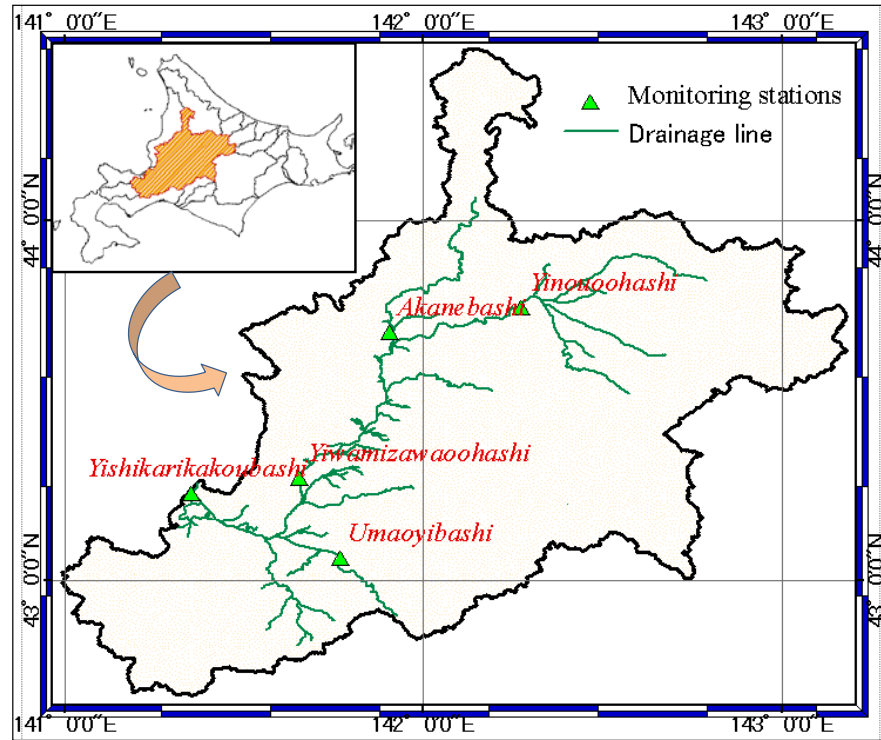 141° 0'0"E
142° 0'0"E
143° 0'0"E
Monitoring stations
Drainage line
44° 0'0"N
44° 0'0"N
Yinouoohashi
Akanebashi
Yiwamizawaoohashi
Yishikarikakoubashi
Umaoyibashi
43° 0'0"N
43° 0'0"N
141° 0'0"E
142° 0'0"E
143° 0'0"E